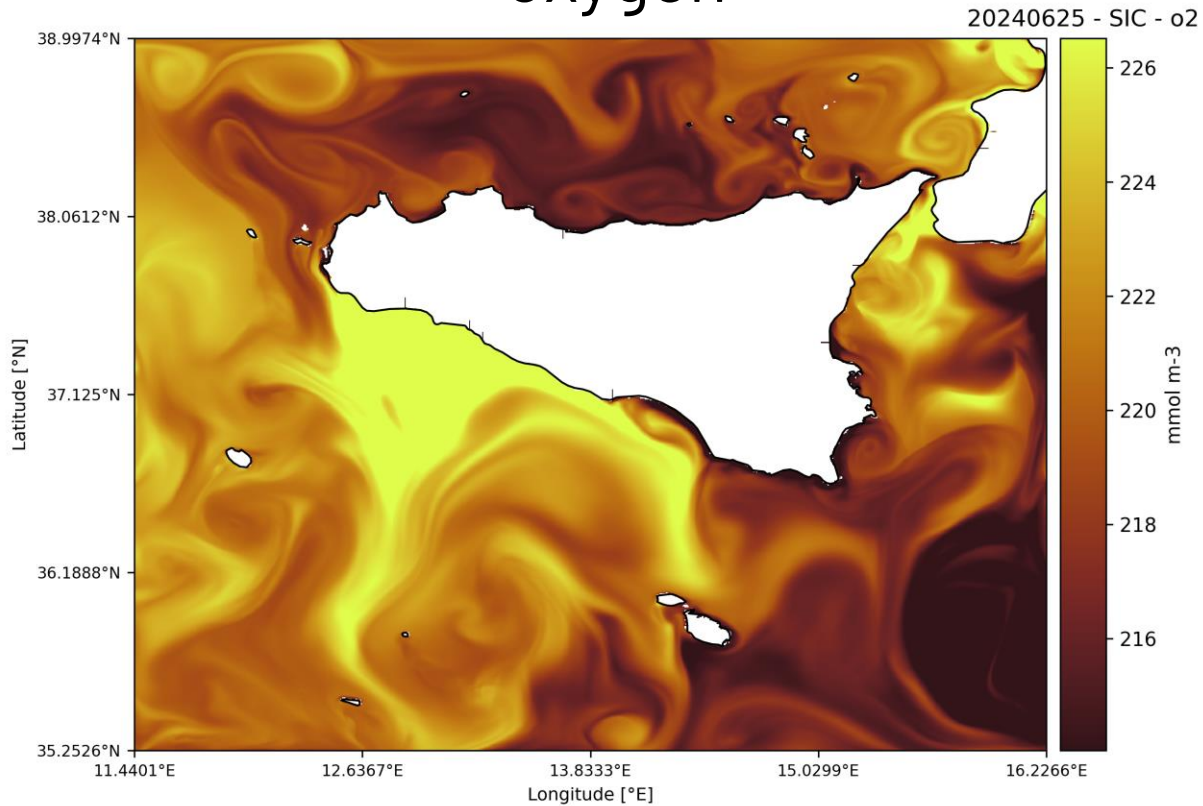 oxygen
20240625 - SIC - o2
38.9974°N
38.0612°N
37.125°N
36.1888°N
35.2526°N
Latitude [°N]
11.4401°E
12.6367°E
13.8333°E
15.0299°E
16.2266°E
Longitude [°E]
226
224
222
220
218
216
mmol m-3